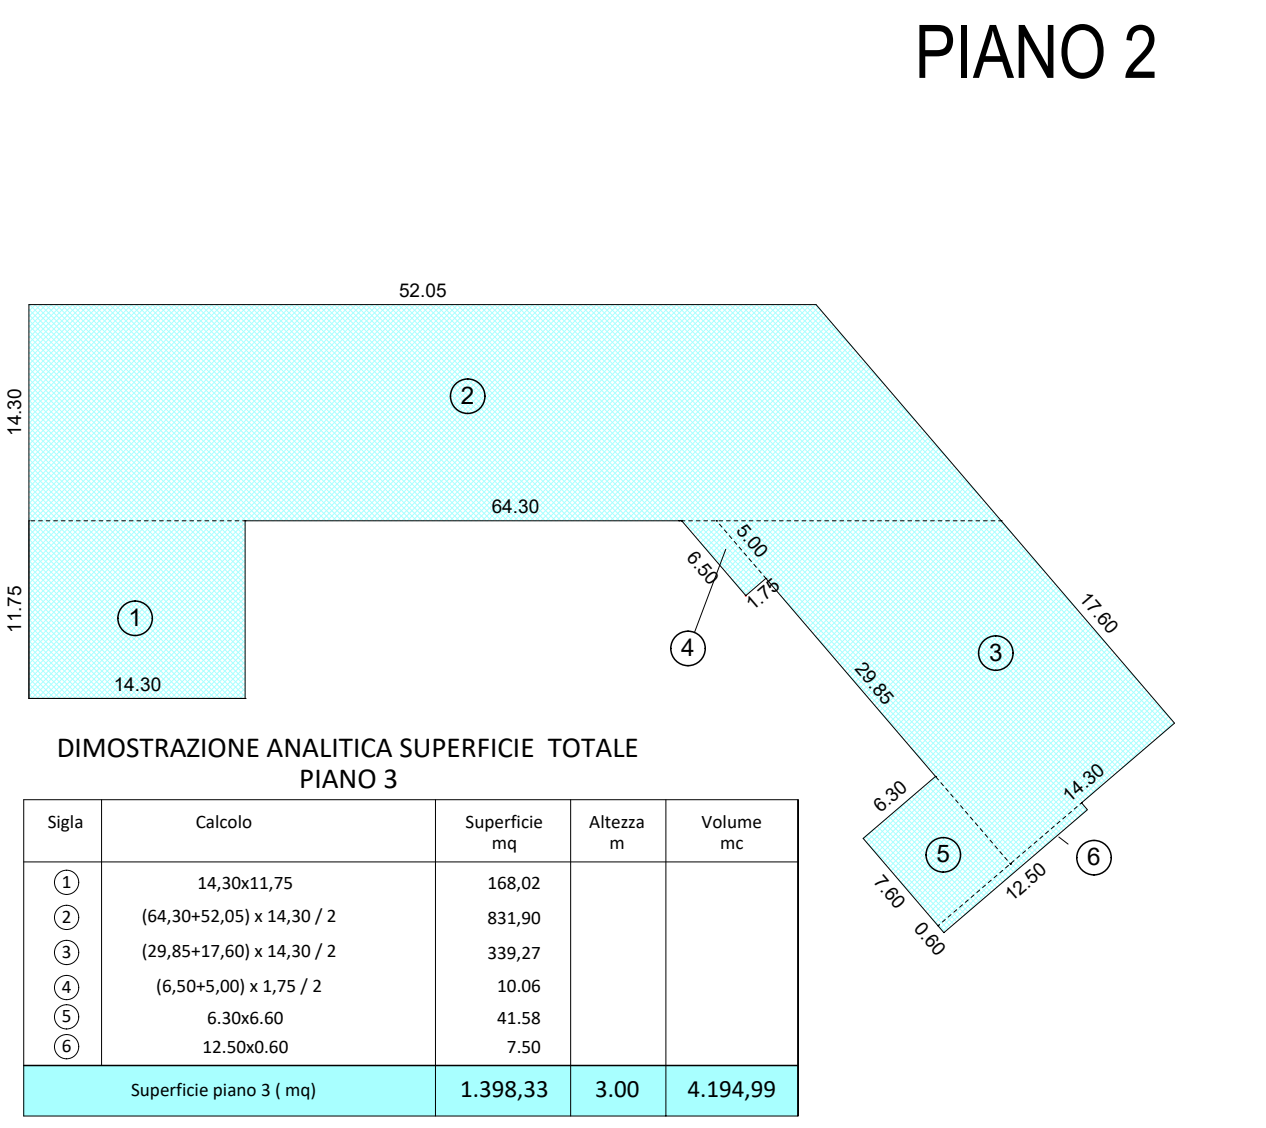 PIANO 2
52.05
14.30
2
64.30
5.00
6.50
1.75
11.75
1
4
17.60
3
29.85
14.30
14.30
6.30
5
6
7.60
12.50
0.60
DIMOSTRAZIONE ANALITICA SUPERFICIE TOTALE
PIANO 3
Sigla Calcolo Superficie mq Altezza m Volume mc
1 14,30x11,75 168,02
2 (64,30+52,05) x 14,30 / 2 831,90
3 (29,85+17,60) x 14,30 / 2 339,27
4 (6,50+5,00) x 1,75 / 2 10.06
5 6.30x6.60 41.58
6 12.50x0.60 7.50
Superficie piano 3 ( mq) 1.398,33 3.00 4.194,99